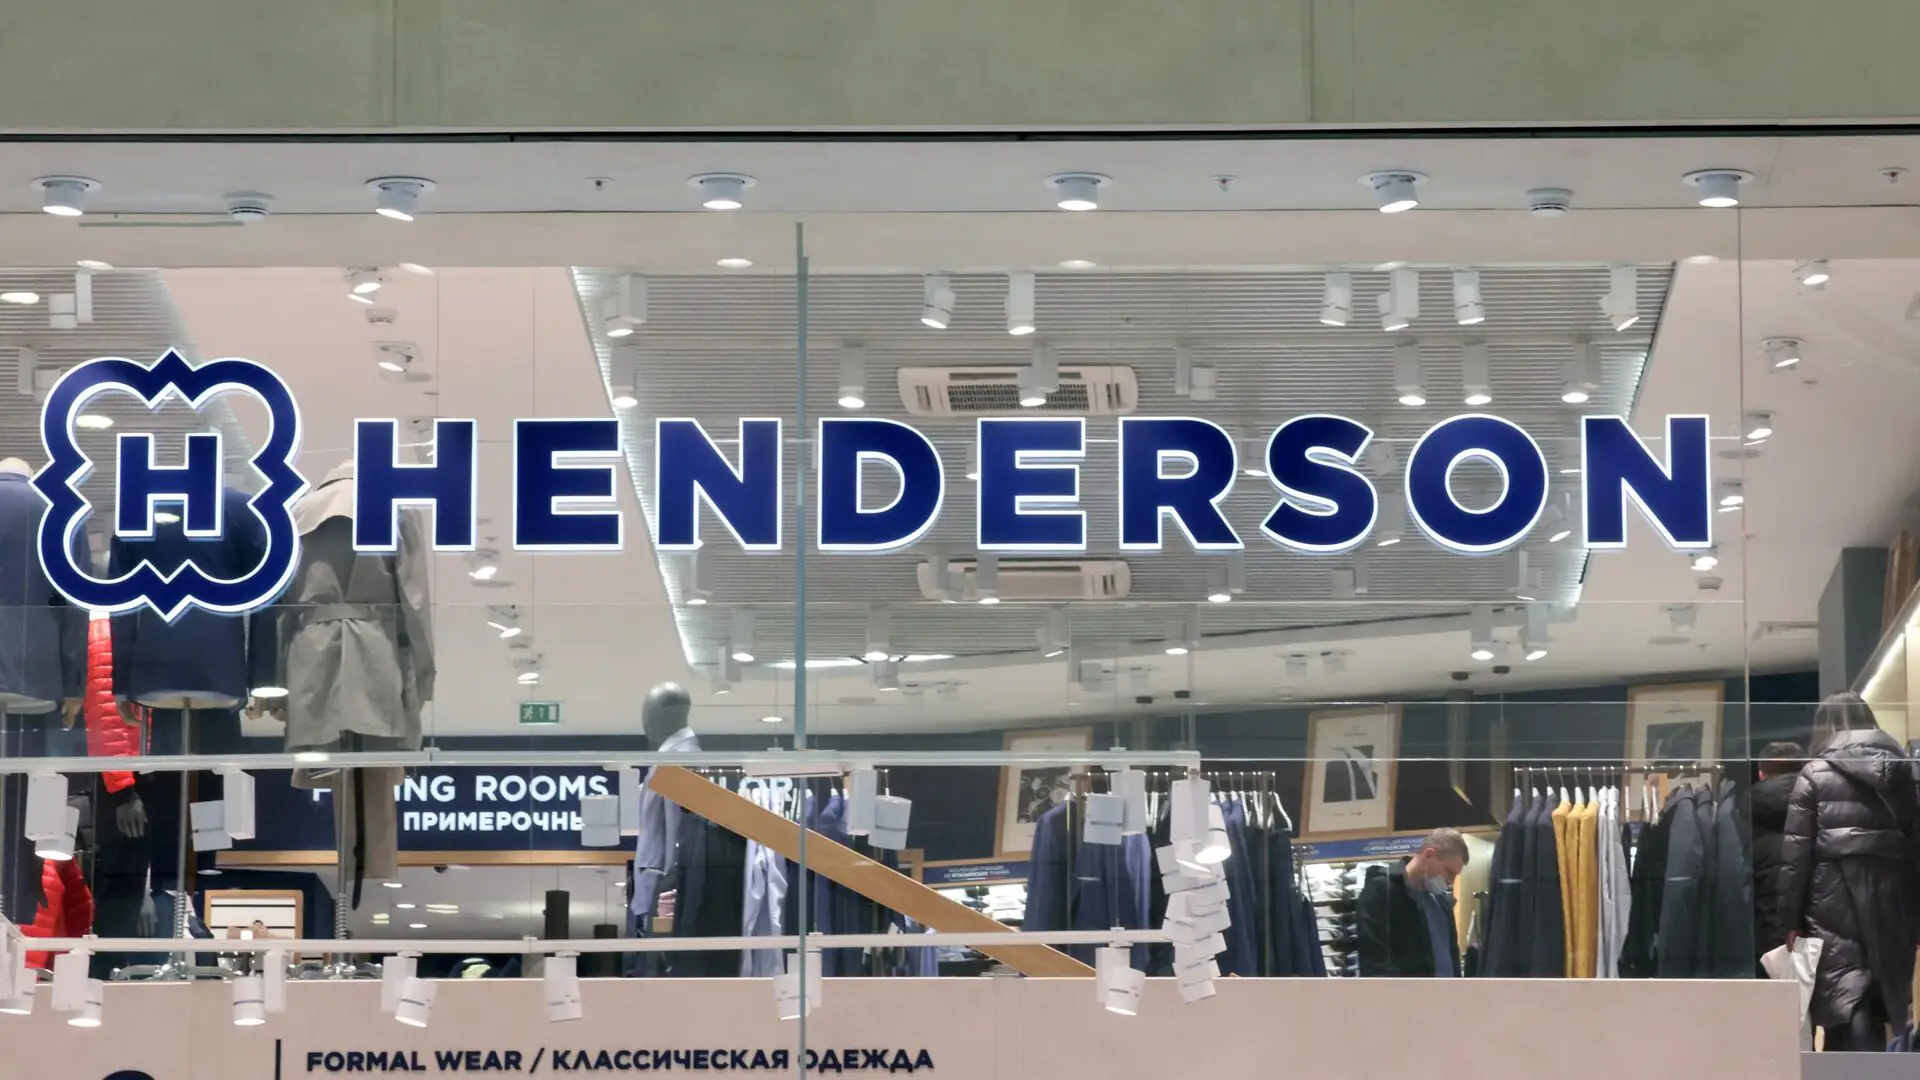 H HENDERSON
ING ROOMS
ПРИМЕРОЧНЫ
FORMAL WEAR / КЛАССИЧЕСКАЯ ОДЕЖДА